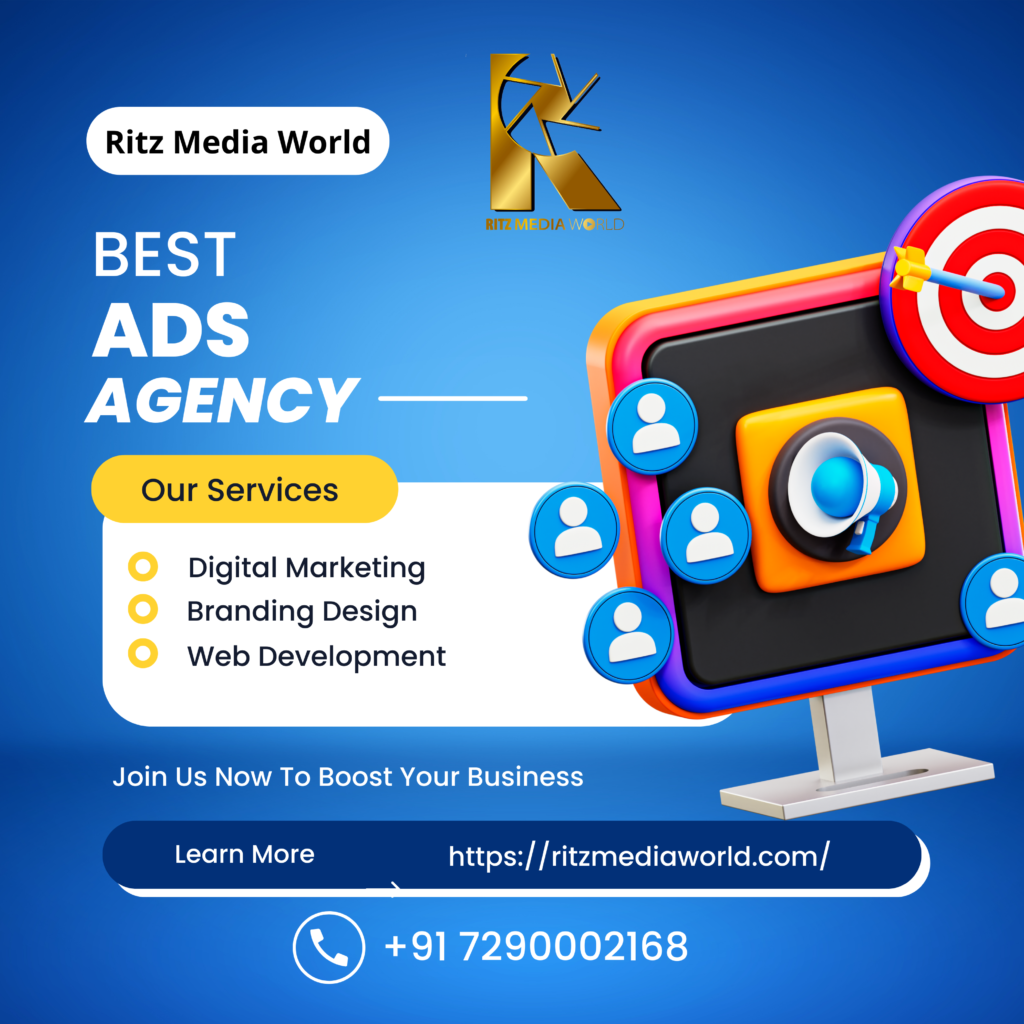 Ritz Media World
RITZ MEDIA WORLD
BEST
ADS
AGENCY
Our Services
Digital Marketing
Branding Design
Web Development
Join Us Now To Boost Your Business
Learn More
https://ritzmediaworld.com/
+91 7290002168